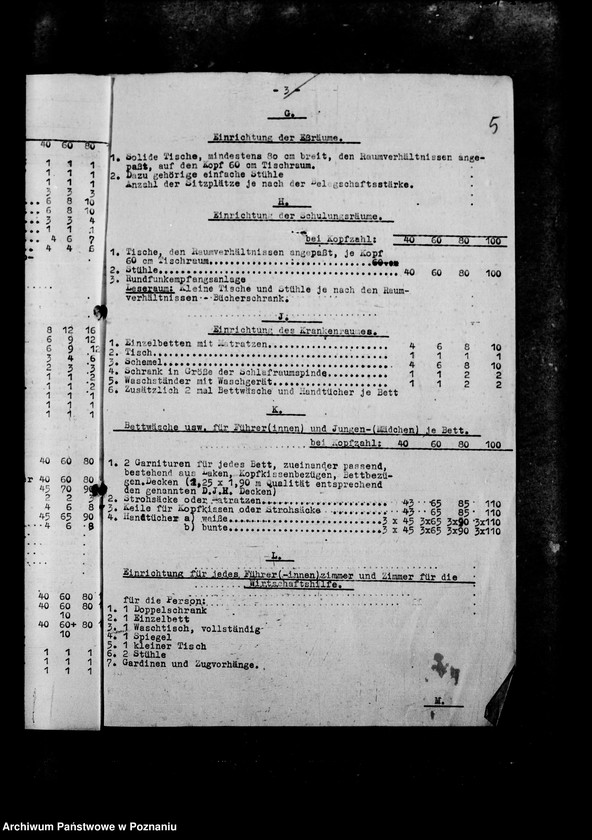 40 60 80
1 1 1
1 1 1
1 1 1
3 3 3
6 8 10
6 8 10
3 3 4
1 1 1
4 6 7
4 4 6
8 12 16
6 9 12
6 9 12
3 4 6
2 3 3
1 1 2
1 1 2
1 1 1
1 1 1
1 1 1
40 60 80
40 60 80
45 70
2 2
4 6 8
45 65 90
4 6 8
40 60 80
40 60 80
10
40 60+ 80
10
1 1 1
1 1 1
1 1 1
- 3 -
5
G.
Einrichtung der Eßräume.
1. Solide Tische, mindestens 80 cm breit, den Raumverhältnissen ange-
paßt, auf den Kopf 60 cm Tischraum.
2. Dazu gehörige einfache Stühle
Anzahl der Sitzplätze je nach der Belegschaftsstärke.
H.
Einrichtung der Schulungsräume.
bei Kopfzahl: 40 60 80 100
1. Tische, den Raumverhältnissen angepaßt, je Kopf
60 cm Tischraum
2. Stühle 40 60 80 100
3. Rundfunkempfangsanlage
Leseraum: Kleine Tische und Stühle je nach den Raum-
verhältnissen - Bücherschrank.
J.
Einrichtung des Krankenraumes.
1. Einzelbetten mit Matratzen 4 6 8 10
2. Tisch 1 1 1 1
3. Schemel 4 6 8 10
4. Schrank in Größe der Schlafraumspinde 1 1 2 2
5. Waschständer mit Waschgerät 1 1 2 2
6. Zusätzlich 2 mal Bettwäsche und Handtücher je Bett
K.
Bettwäsche usw. für Führer(innen) und Jungen-(Mädchen) je Bett.
bei Kopfzahl: 40 60 80 100
1. 2 Garnituren für jedes Bett, zueinander passend,
bestehend aus Laken, Kopfkissenbezügen, Bettbezü-
gen. Decken (1,25 x 1,90 m Qualität entsprechend
den genannten D.J.H. Decken)
2. Strohsäcke oder Matratzen 43 65 85 110
3. Keile für Kopfkissen oder Strohsäcke 43 65 85 110
4. Handtücher a) weiße 3 x 45 3x65 3x90 3x110
b) bunte 3 x 45 3x65 3x90 3x110
L.
Einrichtung für jedes Führer(-innen)zimmer und Zimmer für die
Wirtschaftshilfe.
für die Person:
1. 1 Doppelschrank
2. 1 Einzelbett
3. 1 Waschtisch, vollständig
4. 1 Spiegel
5. 1 kleiner Tisch
6. 2 Stühle
7. Gardinen und Zugvorhänge.
M.
Archiwum Państwowe w Poznaniu